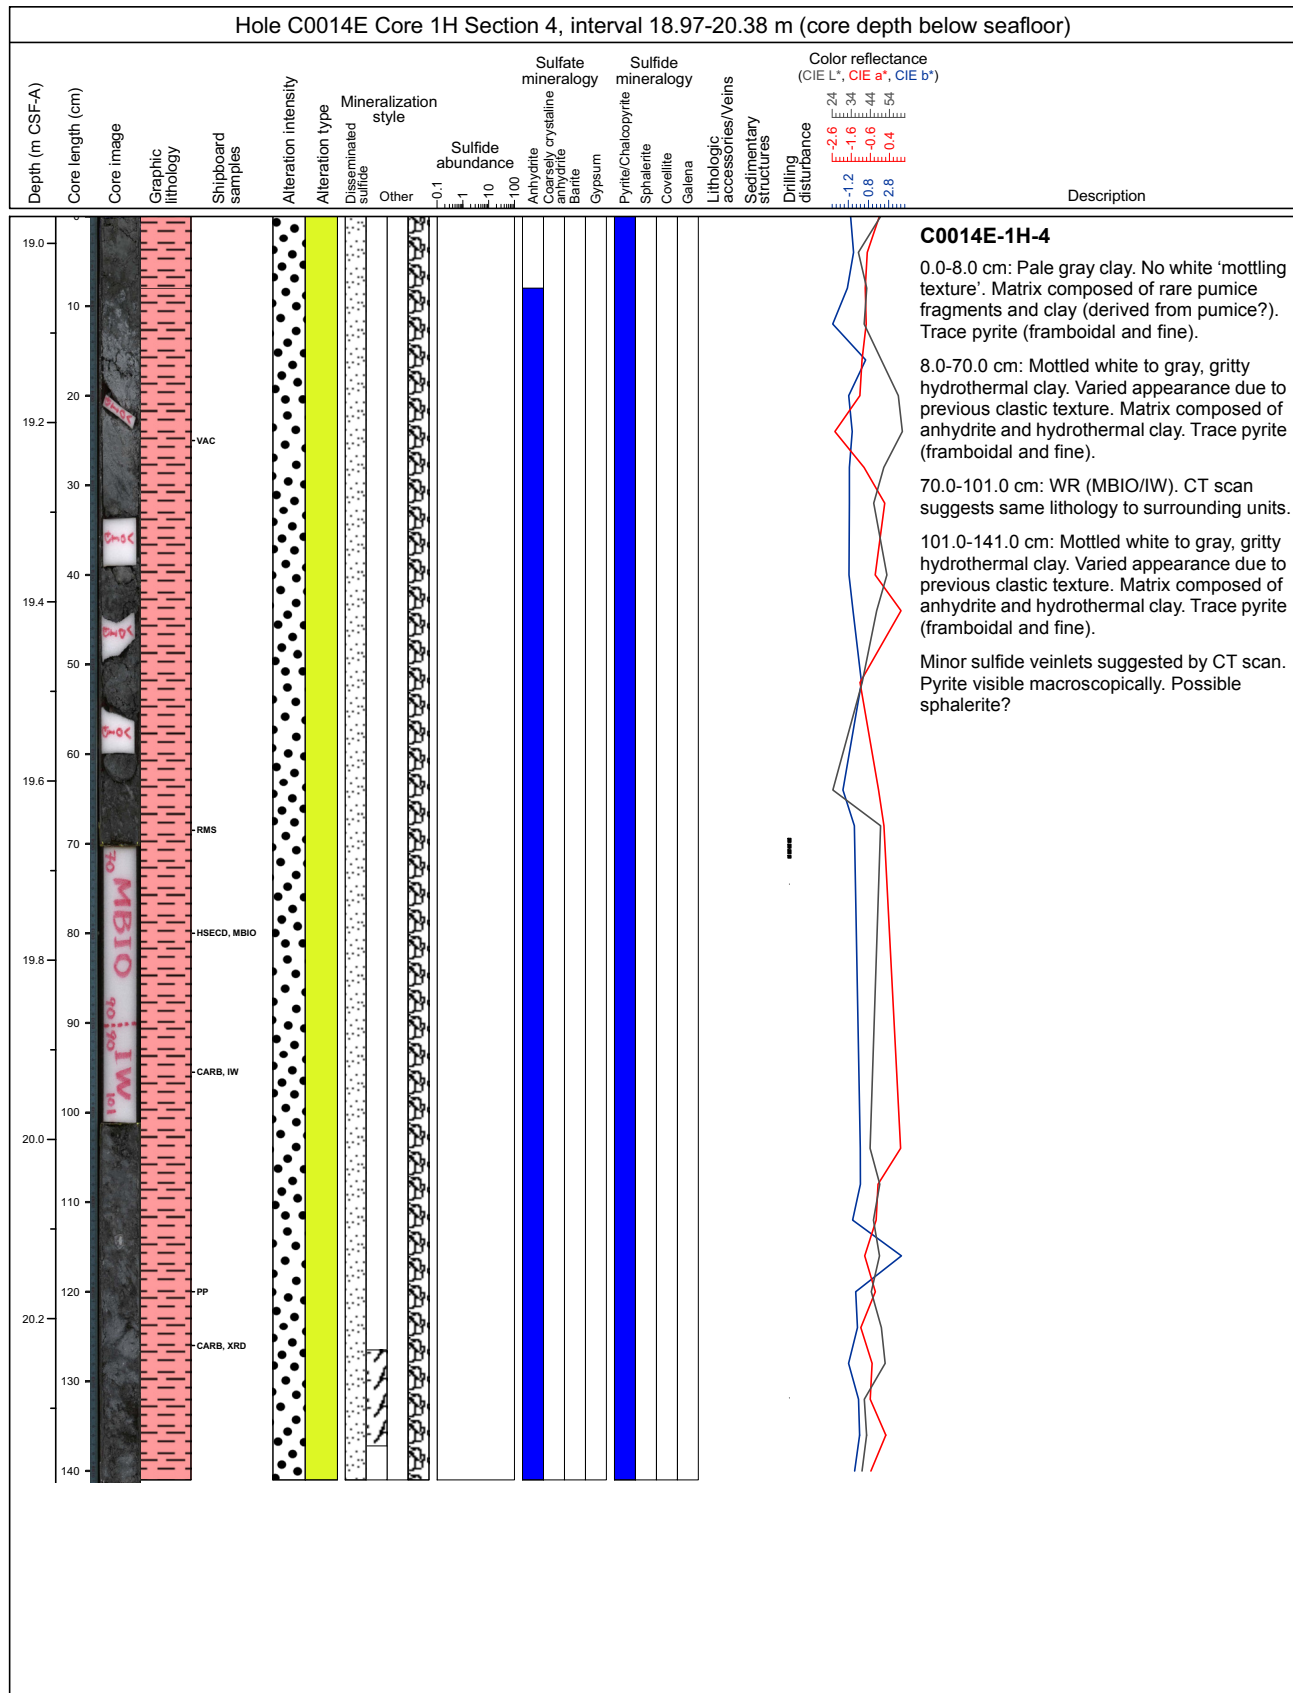 Hole C0014E Core 1H Section 4, interval 18.97-20.38 m (core depth below seafloor)
Depth (m CSF-A)
Core length (cm)
Core image
Graphic
lithology
Shipboard
samples
Alteration intensity
Alteration type
Mineralization
style
Disseminated
sulfide
Other
Sulfide
abundance
0.1
1
10
100
Sulfate
mineralogy
Anhydrite
Coarsely crystaline
anhydrite
Barite
Gypsum
Sulfide
mineralogy
Pyrite/Chalcopyrite
Sphalerite
Covellite
Galena
Lithologic
accessories/Veins
Sedimentary
structures
Drilling
disturbance
Color reflectance
(CIE L*, CIE a*, CIE b*)
24 34 44 54
-2.6 -1.6 -0.6 0.4
-1.2 0.8 2.8
Description
0
19.0
10
20
19.2
30
40
19.4
50
60
19.6
70
80
19.8
90
100
20.0
110
120
20.2
130
140
VOID
VOID
VOID
VOID
70 MBIO 90
90 IW 101
VAC
RMS
HSECD, MBIO
CARB, IW
PP
CARB, XRD
C0014E-1H-4
0.0-8.0 cm: Pale gray clay. No white ‘mottling
texture’. Matrix composed of rare pumice
fragments and clay (derived from pumice?).
Trace pyrite (framboidal and fine).
8.0-70.0 cm: Mottled white to gray, gritty
hydrothermal clay. Varied appearance due to
previous clastic texture. Matrix composed of
anhydrite and hydrothermal clay. Trace pyrite
(framboidal and fine).
70.0-101.0 cm: WR (MBIO/IW). CT scan
suggests same lithology to surrounding units.
101.0-141.0 cm: Mottled white to gray, gritty
hydrothermal clay. Varied appearance due to
previous clastic texture. Matrix composed of
anhydrite and hydrothermal clay. Trace pyrite
(framboidal and fine).
Minor sulfide veinlets suggested by CT scan.
Pyrite visible macroscopically. Possible
sphalerite?